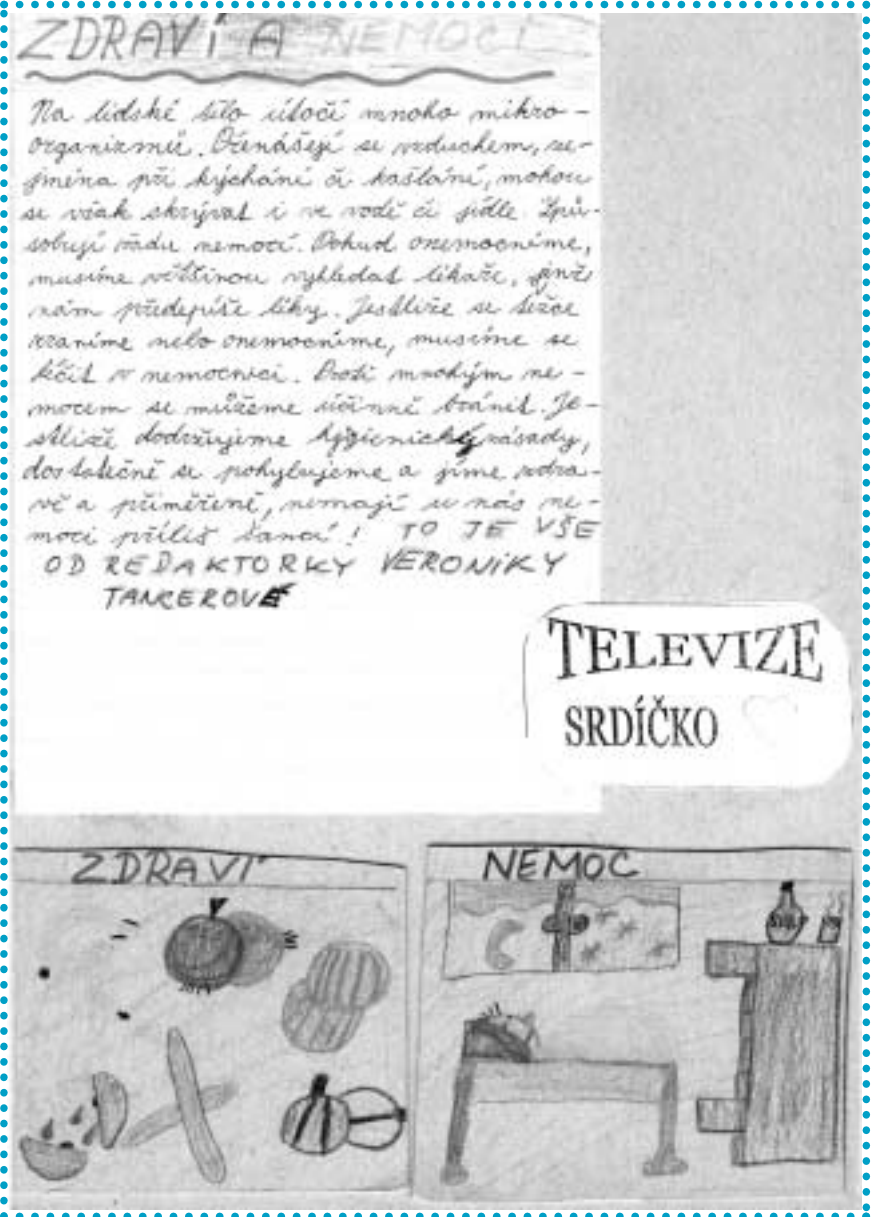 ZDRAVÍ A NEMOCI
Na lidské tělo útočí mnoho mikro-
organizmů. Přenášejí se vzduchem, ze-
jména při kýchání či kašlání, mohou
se však skrývat i ve vodě či jídle. Způ-
sobují řadu nemocí. Pokud onemocníme,
musíme většinou vyhledat lékaře, jenž
nám předepíše léky. Jestliže se těžce
zraníme nebo onemocníme, musíme se
léčit v nemocnici. Proti mnohým ne-
mocem se můžeme účinně bránit. Je-
stliže dodržujeme hygienický zásady,
dostatečně se pohybujeme a jíme zdra-
vě a přiměřeně, nemají u nás ne-
moci příliš šancí! TO JE VŠE
OD REDAKTORKY VERONIKY
TANCEROVÉ
TELEVIZE
SRDÍČKO
ZDRAVÍ
NEMOC